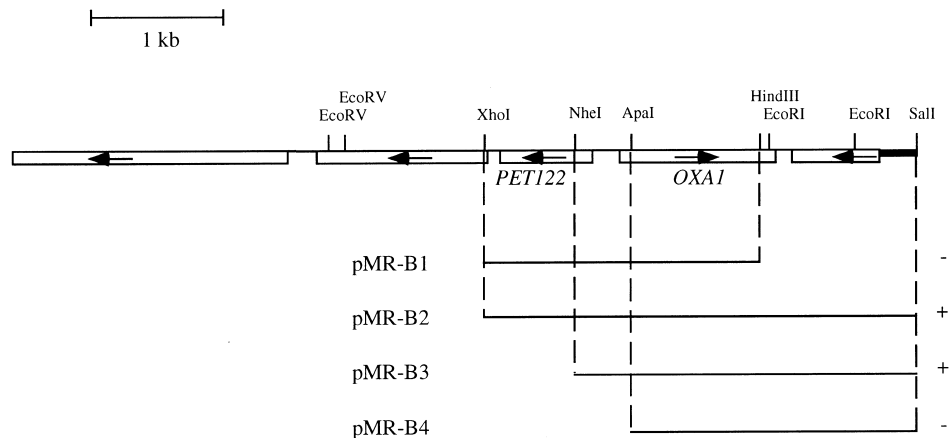 1 kb
EcoRV
EcoRV
XhoI
NheI
ApaI
HindIII
EcoRI
EcoRI
SalI
PET122
OXA1
pMR-B1 -
pMR-B2 +
pMR-B3 +
pMR-B4 -